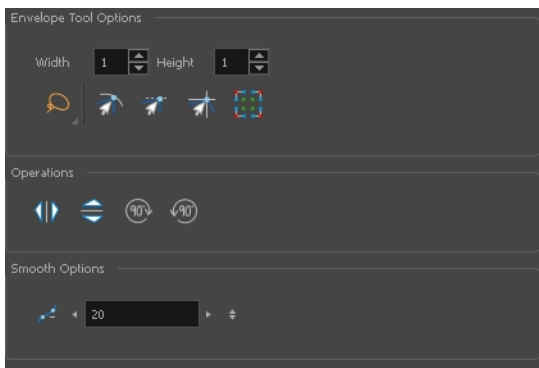 Envelope Tool Options
Width 1 Height 1
Operations
90° 90°
Smooth Options
20